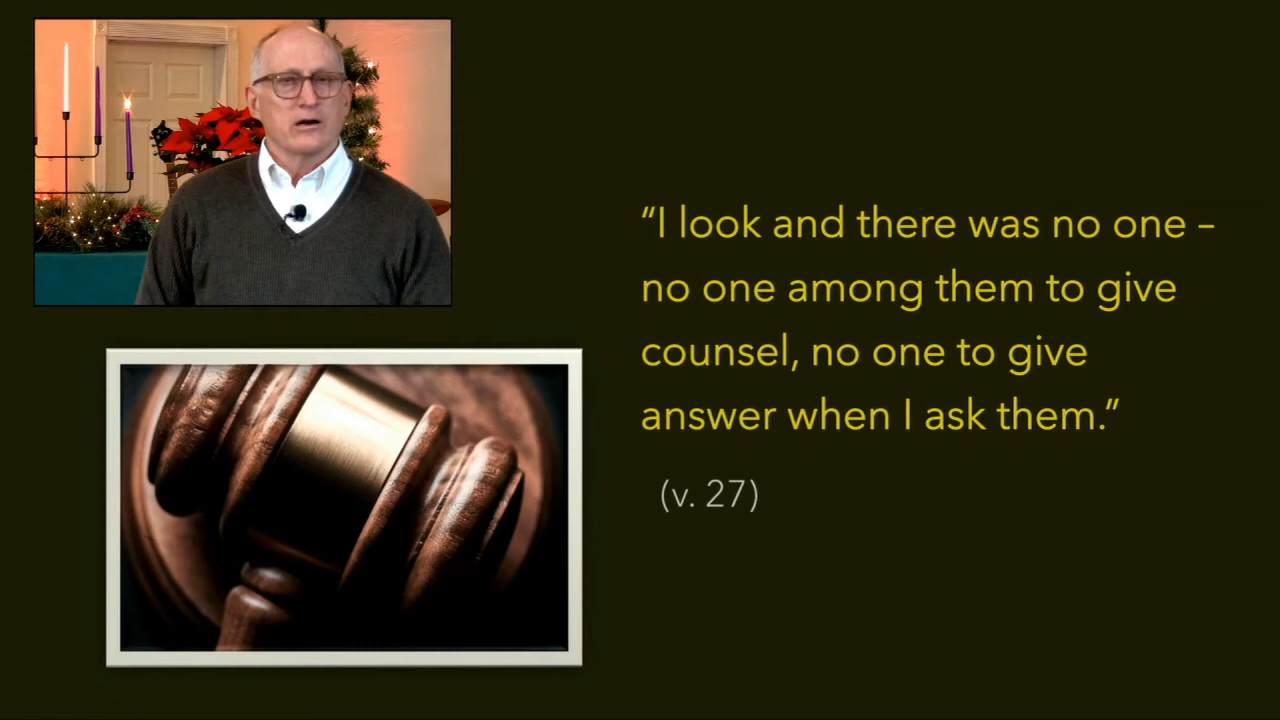 “I look and there was no one –
no one among them to give
counsel, no one to give
answer when I ask them.”
(v. 27)